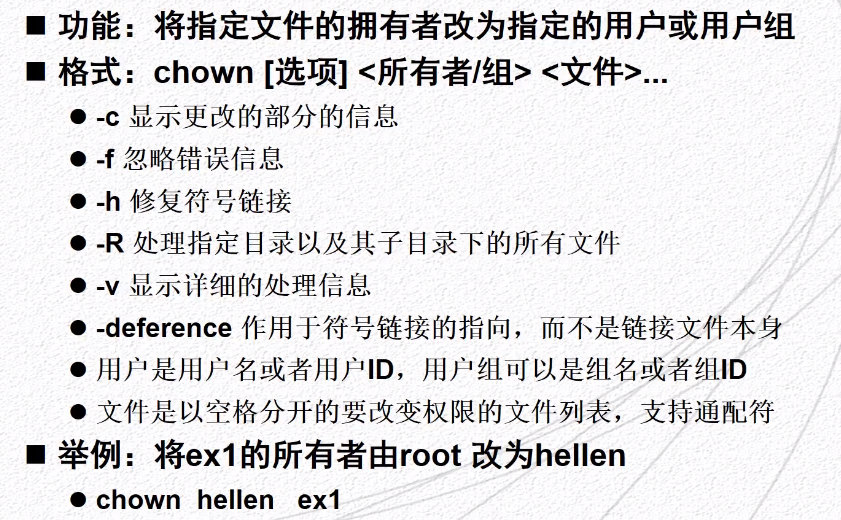 ■ 功能：将指定文件的拥有者改为指定的用户或用户组
■ 格式：chown [选项] <所有者/组> <文件>...
● -c 显示更改的部分的信息
● -f 忽略错误信息
● -h 修复符号链接
● -R 处理指定目录以及其子目录下的所有文件
● -v 显示详细的处理信息
● -deference 作用于符号链接的指向，而不是链接文件本身
● 用户是用户名或者用户ID，用户组可以是组名或者组ID
● 文件是以空格分开的要改变权限的文件列表，支持通配符
■ 举例：将ex1的所有者由root 改为hellen
● chown hellen ex1